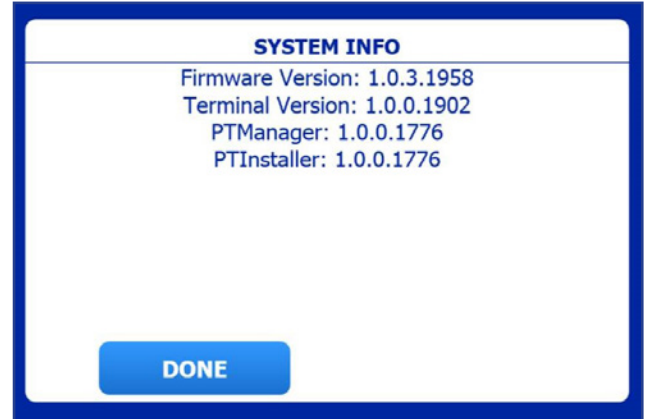 SYSTEM INFO
Firmware Version: 1.0.3.1958
Terminal Version: 1.0.0.1902
PTManager: 1.0.0.1776
PTInstaller: 1.0.0.1776
DONE